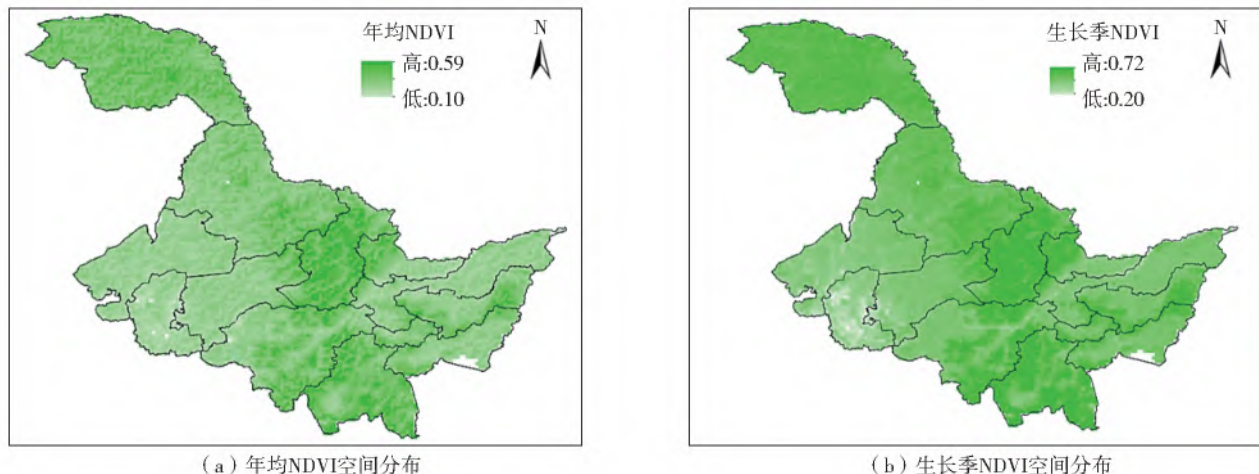 年均NDVI
高:0.59
低:0.10
N
生长季NDVI
高:0.72
低:0.20
N
(a)年均NDVI空间分布
(b)生长季NDVI空间分布